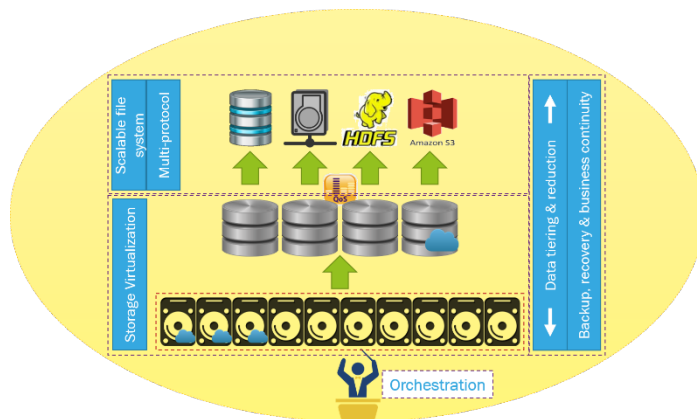 Scalable file
system
Multi-protocol
HDFS
Amazon S3
QoS
Storage Virtualization
Data tiering & reduction
Backup, recovery & business continuity
Orchestration